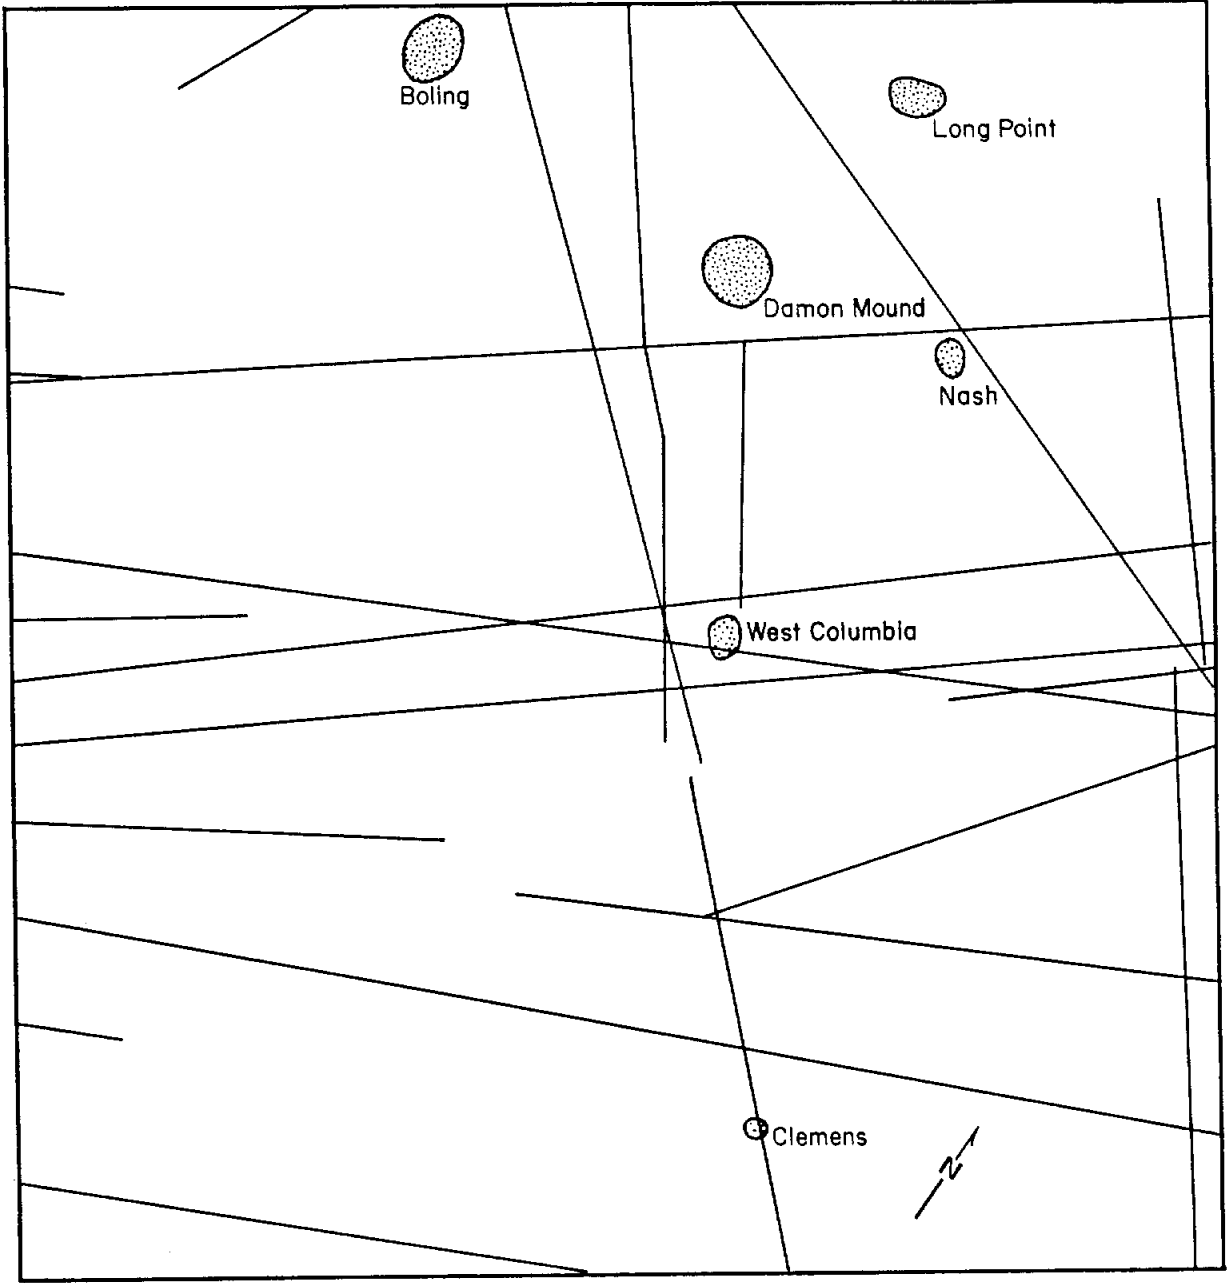 Boling
Long Point
Damon Mound
Nash
West Columbia
Clemens
N